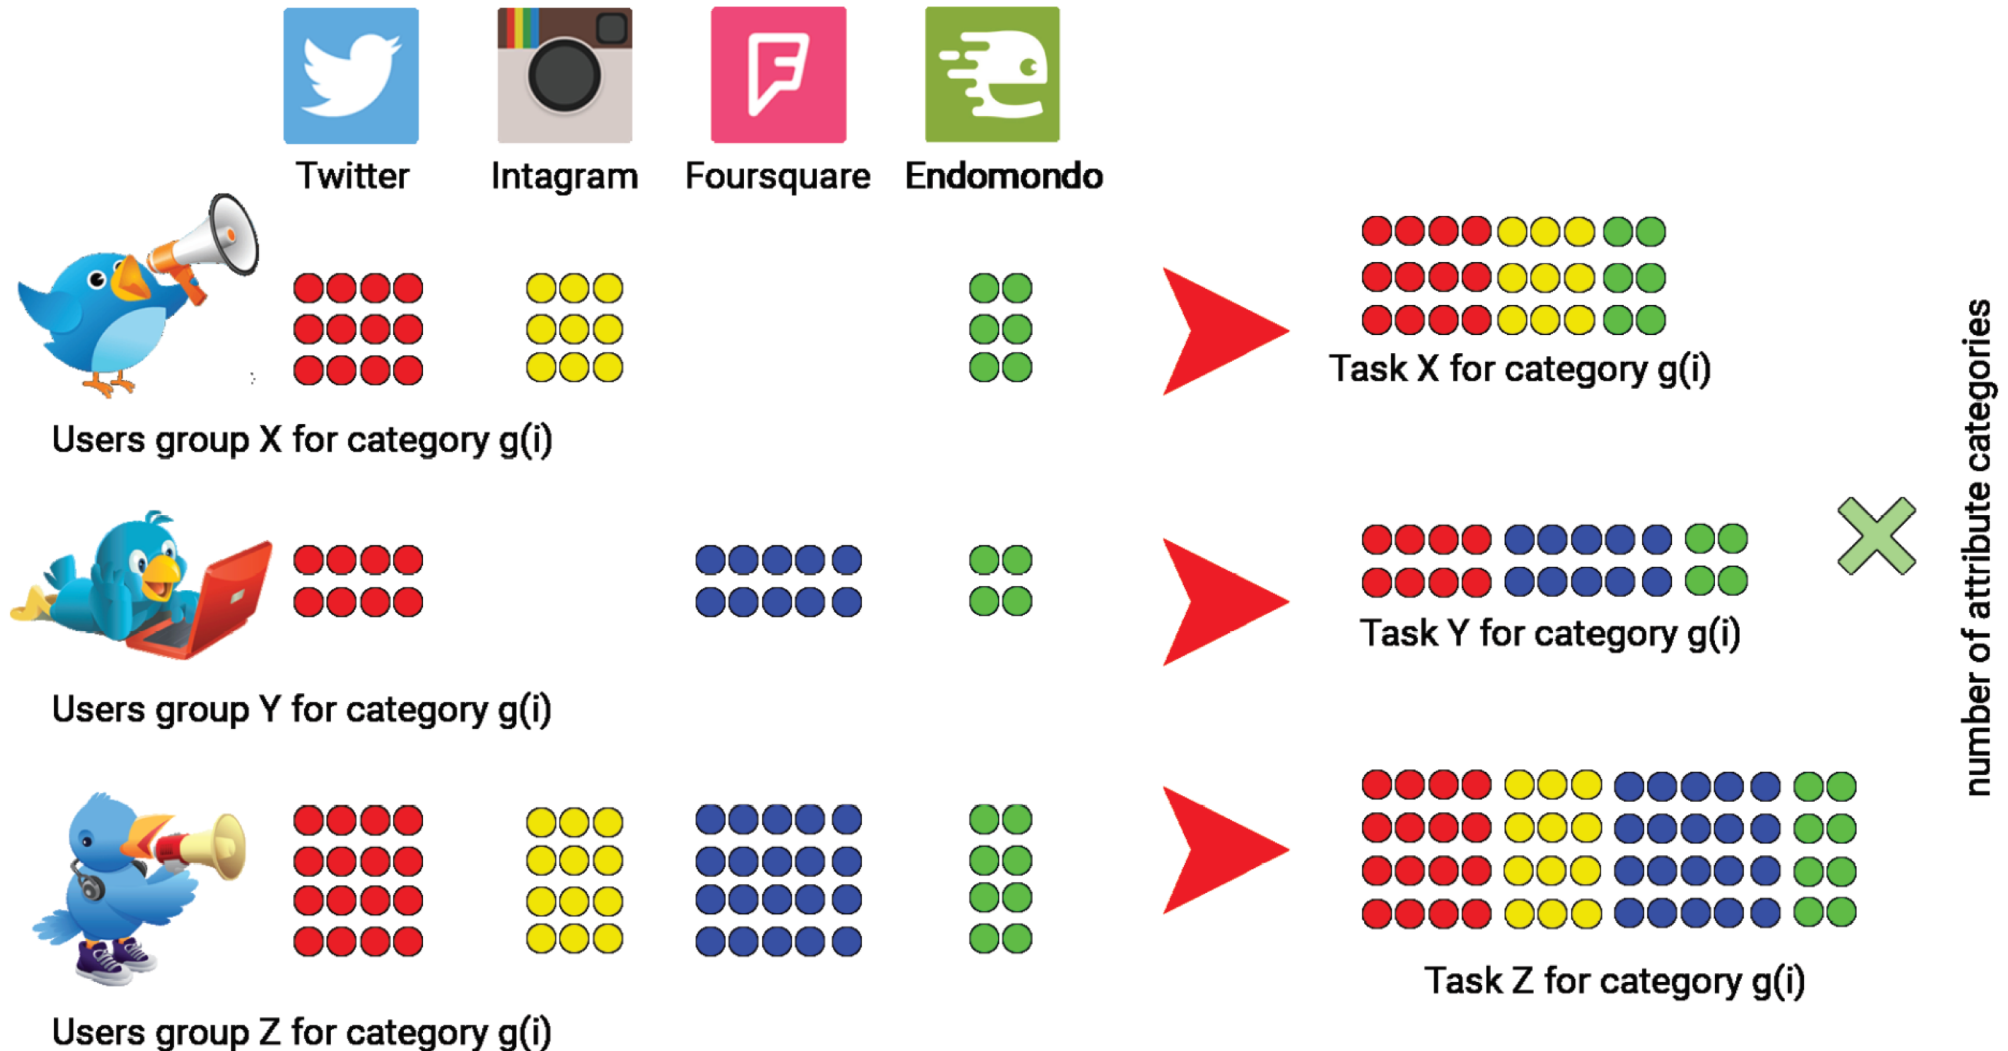 Twitter
Intagram
Foursquare
Endomondo
Users group X for category g(i)
Task X for category g(i)
Users group Y for category g(i)
Task Y for category g(i)
Users group Z for category g(i)
Task Z for category g(i)
number of attribute categories